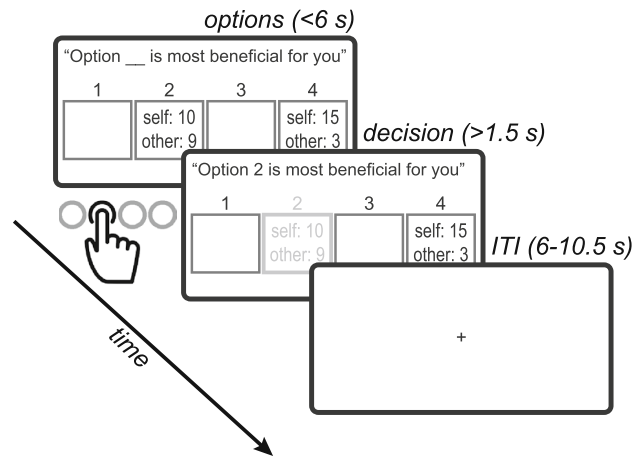 options (<6 s)
“Option __ is most beneficial for you”
1 2 3 4
self: 10 self: 15
other: 9 other: 3
decision (>1.5 s)
“Option 2 is most beneficial for you”
1 2 3 4
self: 10 self: 15
other: 9 other: 3
ITI (6-10.5 s)
+
time